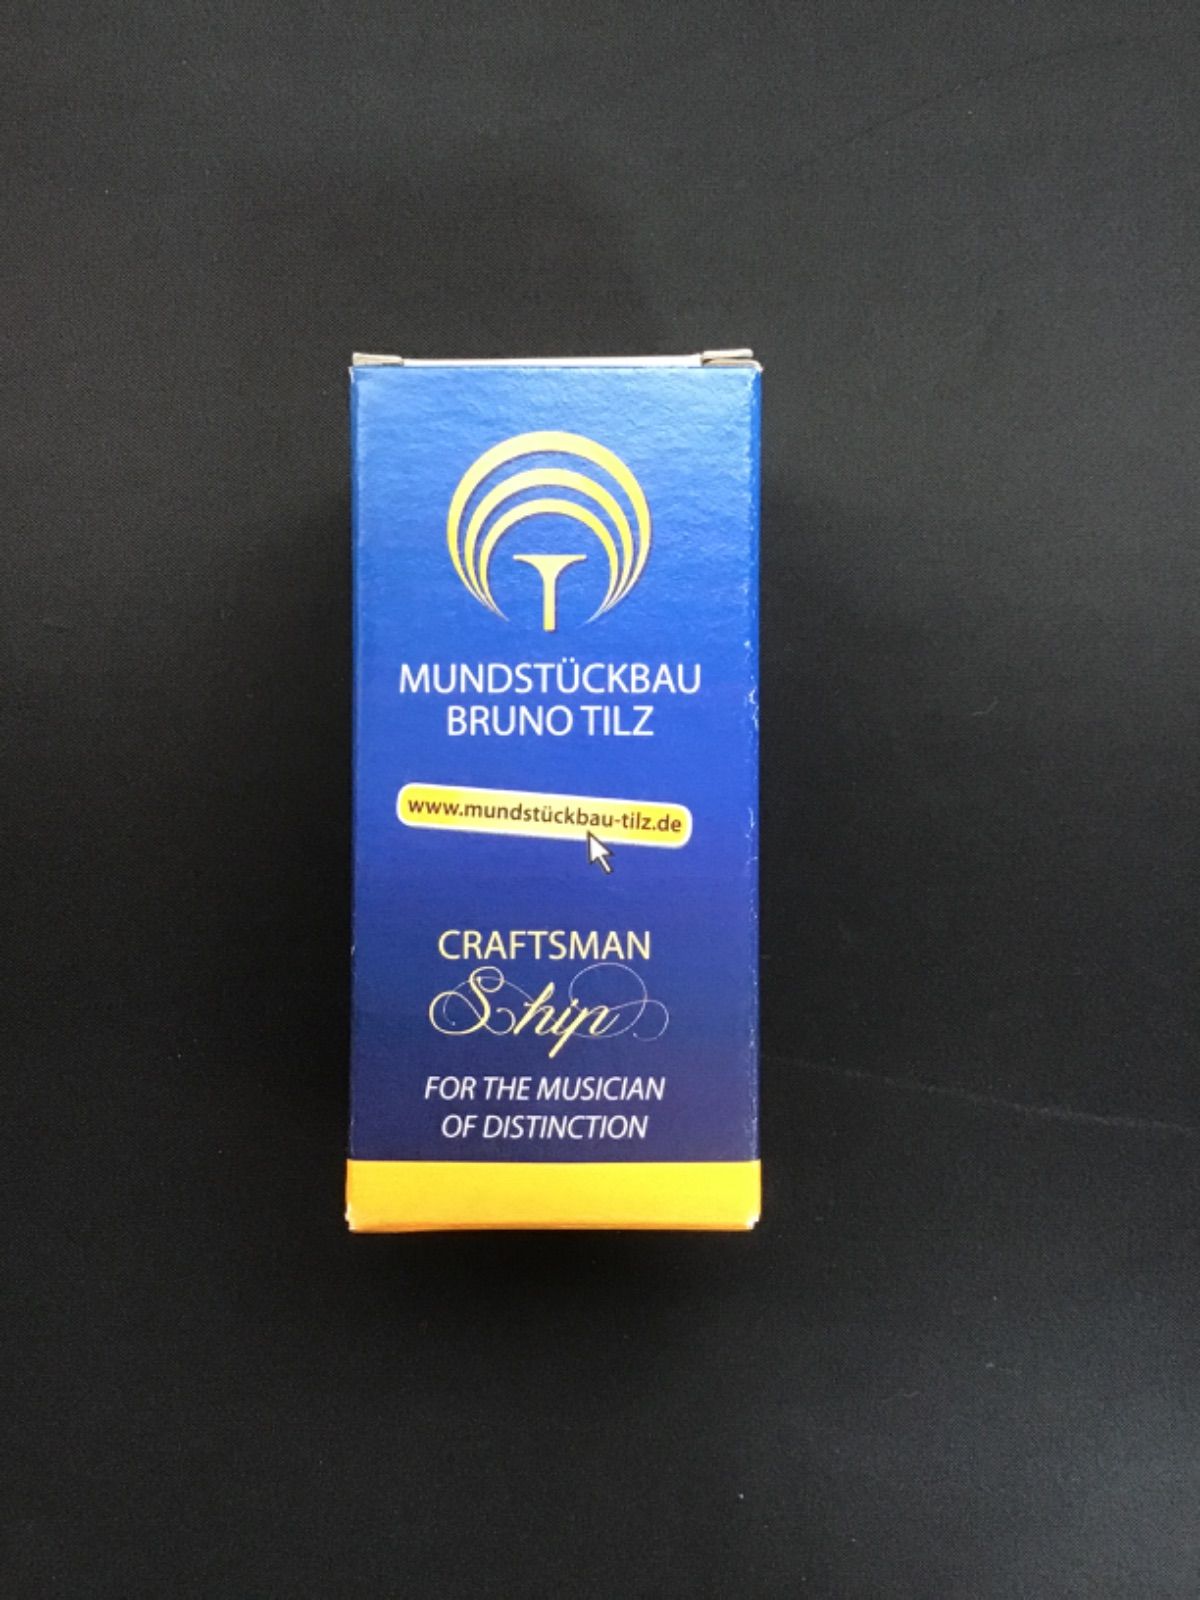 MUNDSTÜCKBAU
BRUNO TILZ
www.mundstückbau-tilz.de
CRAFTSMAN
Ship
FOR THE MUSICIAN
OF DISTINCTION